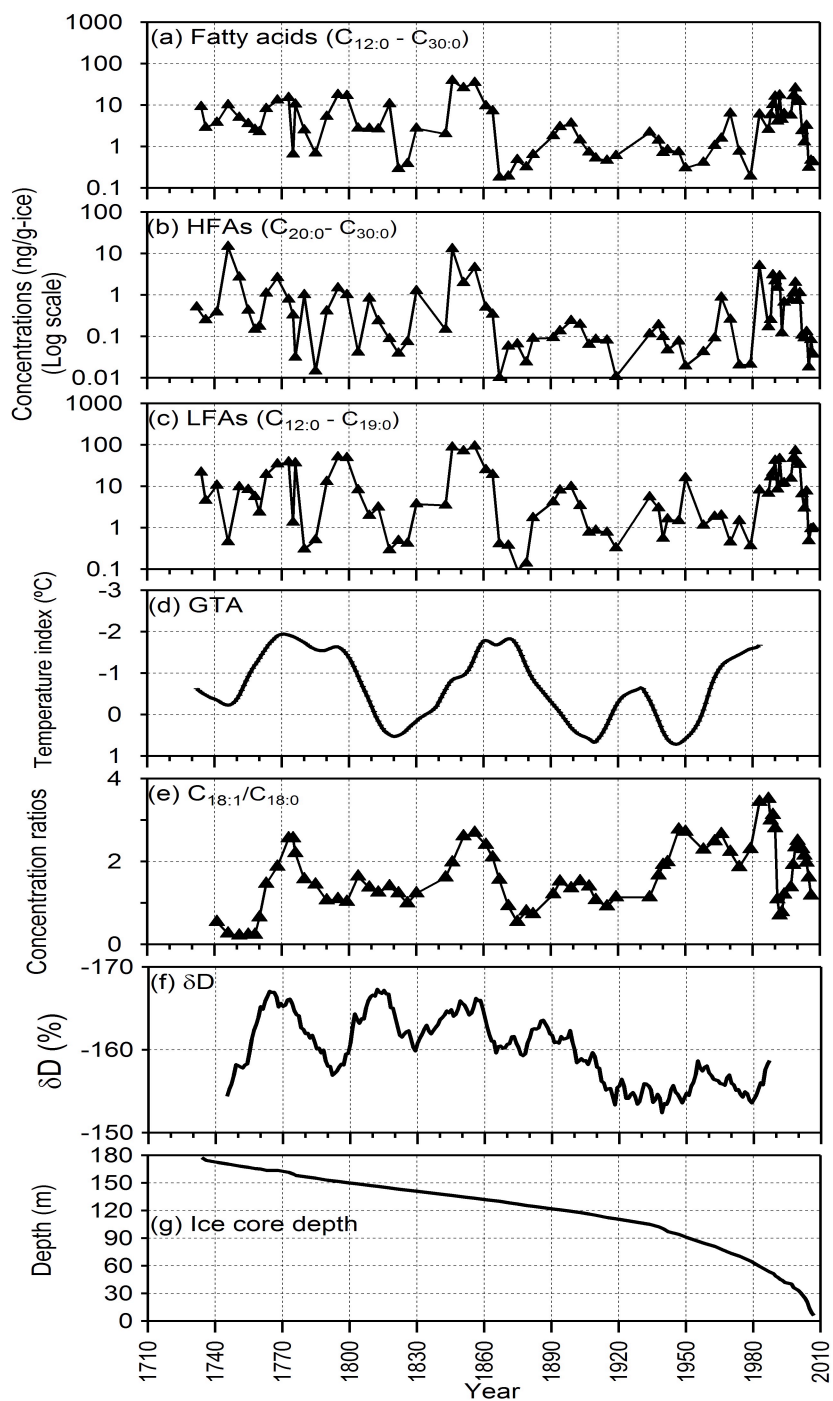 Concentrations (ng/g-ice)
(Log scale)
(a) Fatty acids (C12:0 - C30:0)
1000
100
10
1
0.1
(b) HFAs (C20:0- C30:0)
100
10
1
0.1
0.01
(c) LFAs (C12:0 - C19:0)
1000
100
10
1
0.1
Temperature index (ºC)
(d) GTA
-3
-2
-1
0
1
Concentration ratios
(e) C18:1/C18:0
4
2
0
δD (%)
(f) δD
-170
-160
-150
Depth (m)
(g) Ice core depth
180
150
120
90
60
30
0
1710 1740 1770 1800 1830 1860 1890 1920 1950 1980 2010
Year